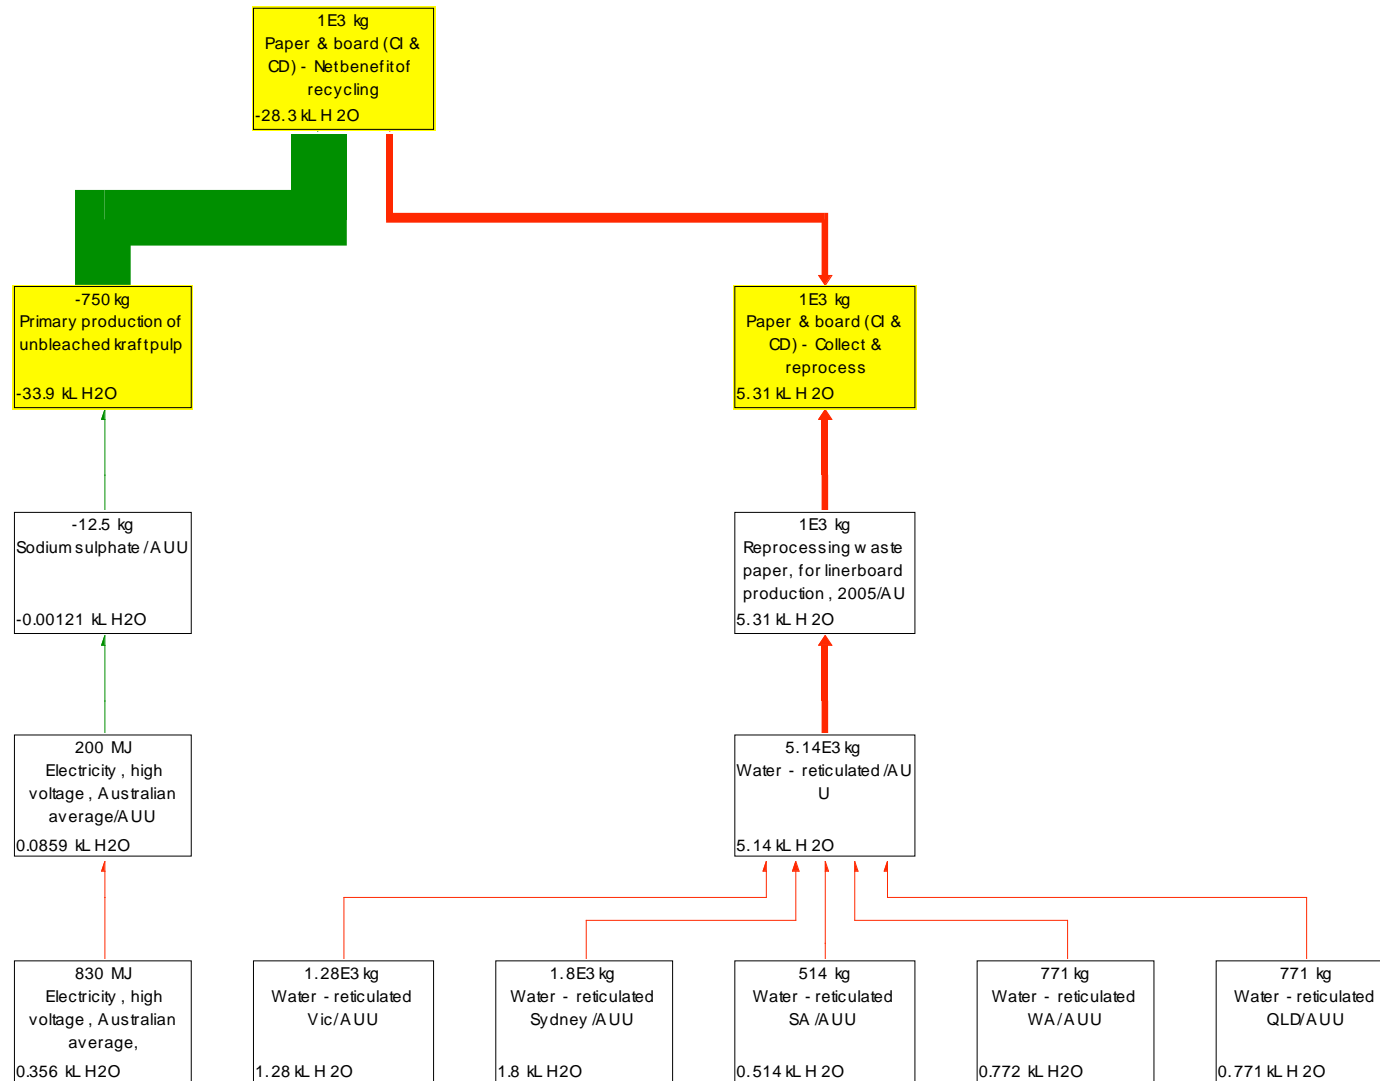 1E3 kg
Paper & board (CI &
CD) - Net benefit of
recycling
-28.3 kL H2O
-750 kg
Primary production of
unbleached kraft pulp
-33.9 kL H2O
1E3 kg
Paper & board (CI &
CD) - Collect &
reprocess
5.31 kL H2O
-12.5 kg
Sodium sulphate /AU U
-0.00121 kL H2O
1E3 kg
Reprocessing waste
paper, for linerboard
production, 2005/AU
5.31 kL H2O
200 MJ
Electricity, high
voltage, Australian
average/AU U
0.0859 kL H2O
5.14E3 kg
Water - reticulated /AU
U
5.14 kL H2O
830 MJ
Electricity, high
voltage, Australian
average,
0.356 kL H2O
1.28E3 kg
Water - reticulated
Vic/AU U
1.28 kL H2O
1.8E3 kg
Water - reticulated
Sydney /AU U
1.8 kL H2O
514 kg
Water - reticulated
SA /AU U
0.514 kL H2O
771 kg
Water - reticulated
WA/AU U
0.772 kL H2O
771 kg
Water - reticulated
QLD/AU U
0.771 kL H2O